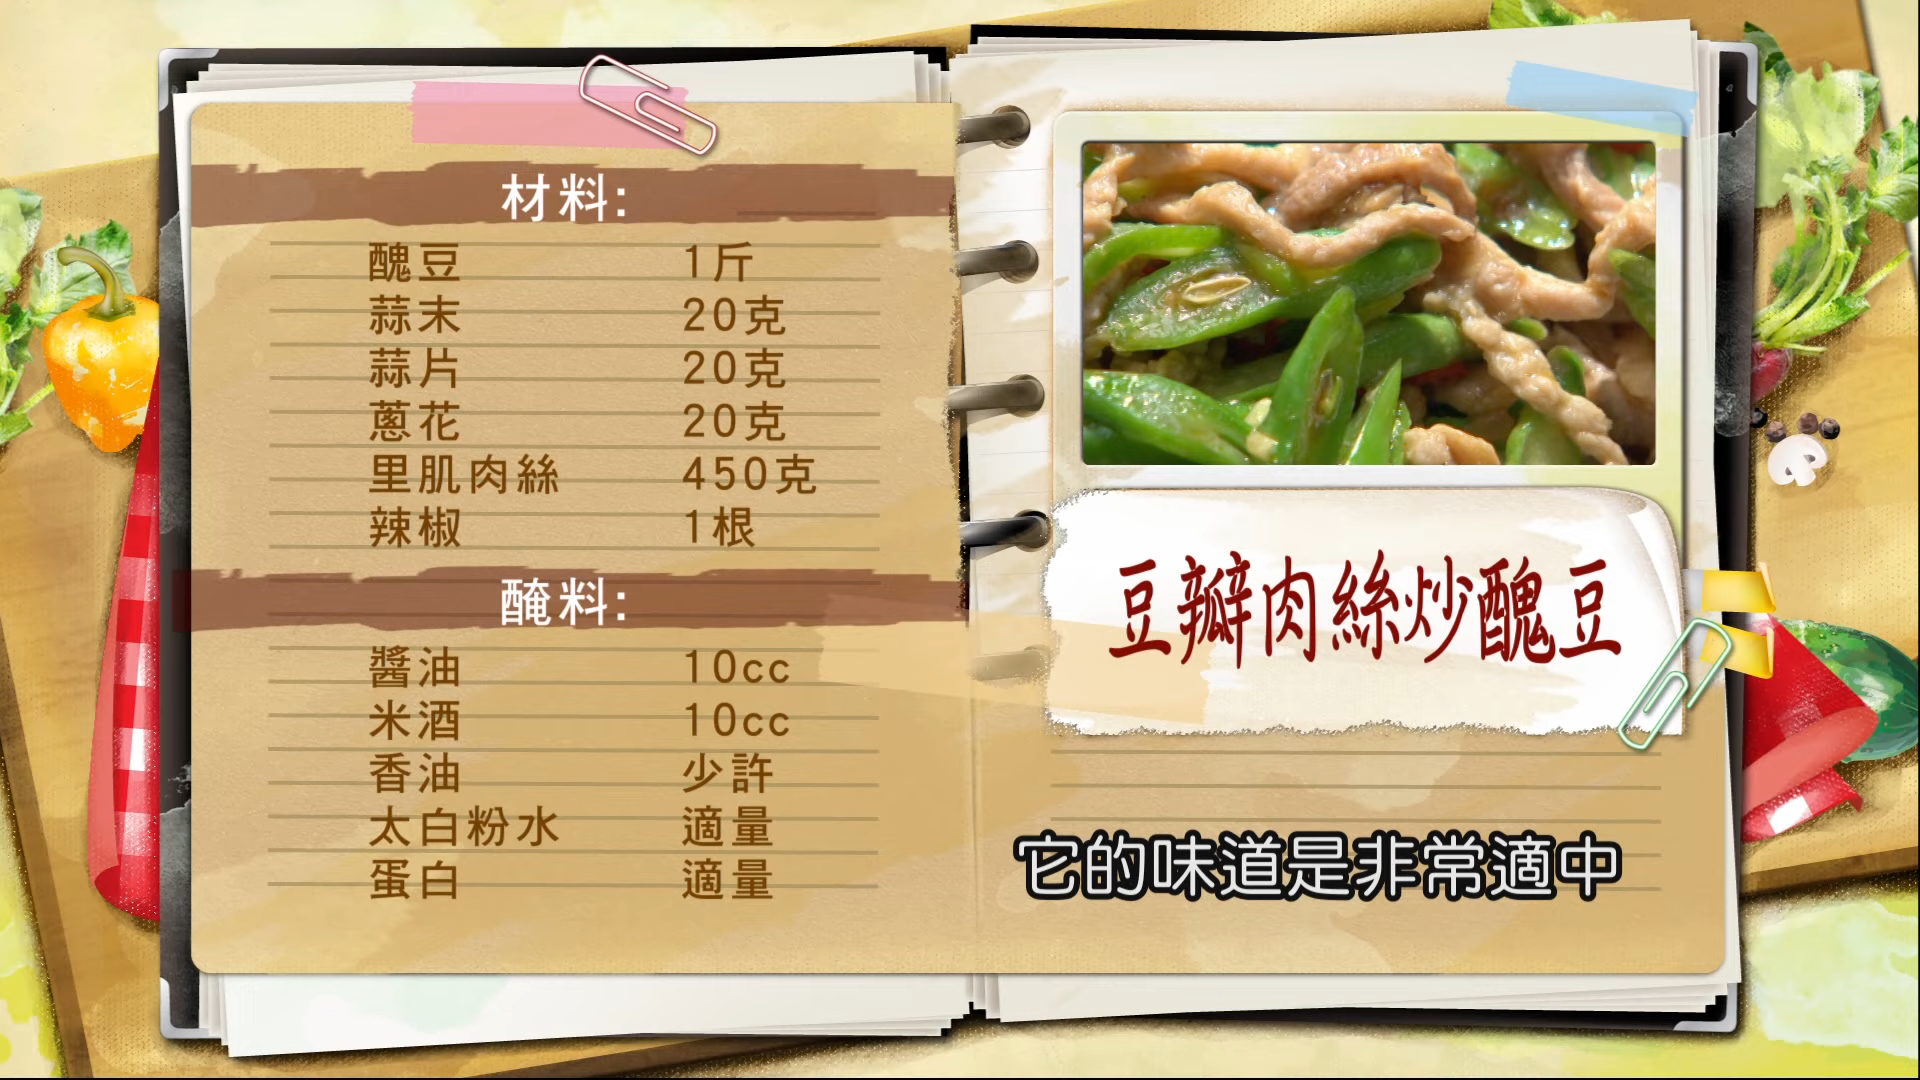 材料:
醜豆 1斤
蒜末 20克
蒜片 20克
蔥花 20克
里肌肉絲 450克
辣椒 1根
醃料:
醬油 10cc
米酒 10cc
香油 少許
太白粉水 適量
蛋白 適量
豆瓣肉絲炒醜豆
它的味道是非常適中